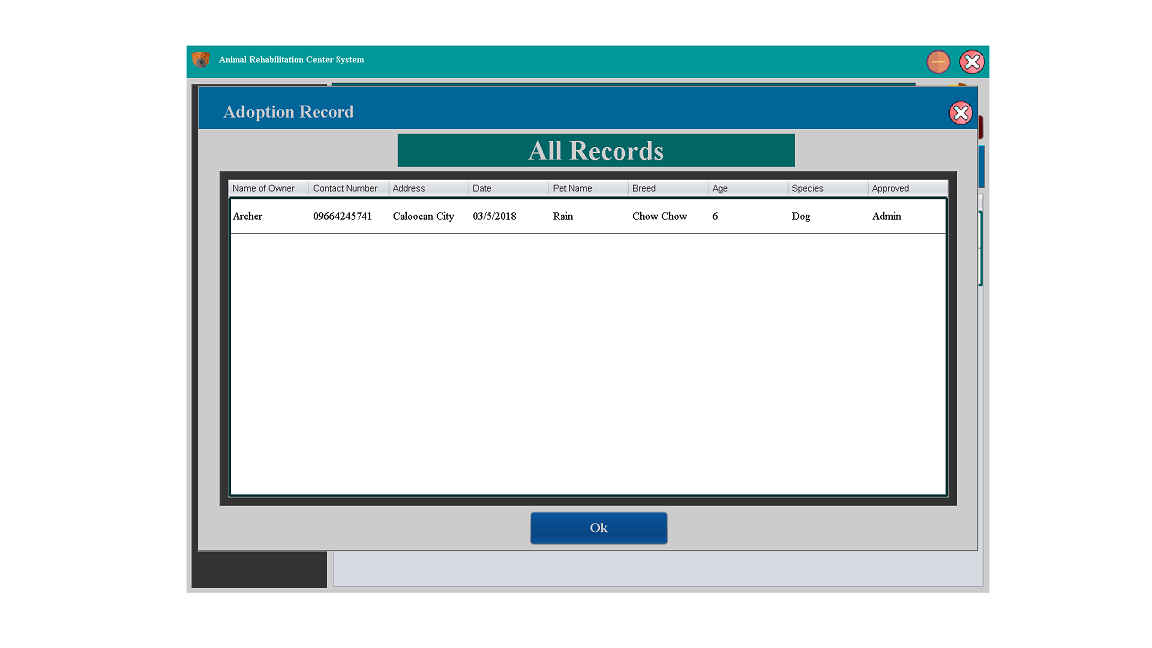 Animal Rehabilitation Center System
Adoption Record
All Records
Name of Owner Contact Number Address Date Pet Name Breed Age Species Approved
Archer 09664245741 Caloocan City 03/5/2018 Rain Chow Chow 6 Dog Admin
Ok